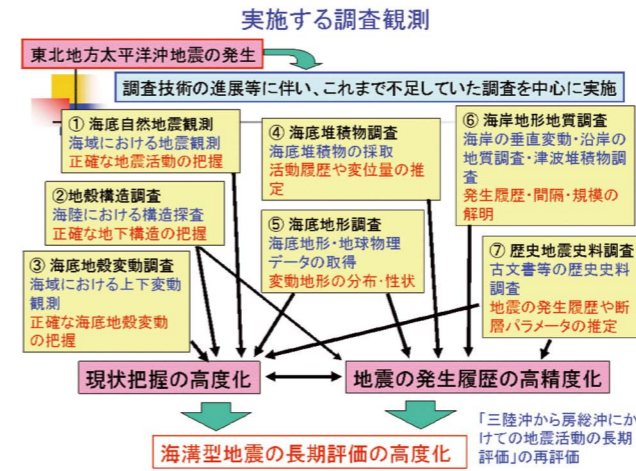 実施する調査観測
東北地方太平洋沖地震の発生
調査技術の進展等に伴い、これまで不足していた調査を中心に実施
① 海底自然地震観測
海域における地震観測
正確な地震活動の把握
②地殻構造調査
海陸における構造探査
正確な地下構造の把握
③ 海底地殻変動調査
海域における上下変動
観測
正確な海底地殻変動
の把握
④ 海底堆積物調査
海底堆積物の採取
活動履歴や変位量の推
定
⑤ 海底地形調査
海底地形・地球物理
データの取得
変動地形の分布・性状
⑥ 海岸地形地質調査
海岸の垂直変動・沿岸の
地質調査・津波堆積物調
査
発生履歴・間隔・規模の
解明
⑦ 歴史地震史料調査
古文書等の歴史史料
調査
地震の発生履歴や断
層パラメータの推定
現状把握の高度化
地震の発生履歴の高精度化
海溝型地震の長期評価の高度化
「三陸沖から房総沖にか
けての地震活動の長期
評価」の再評価